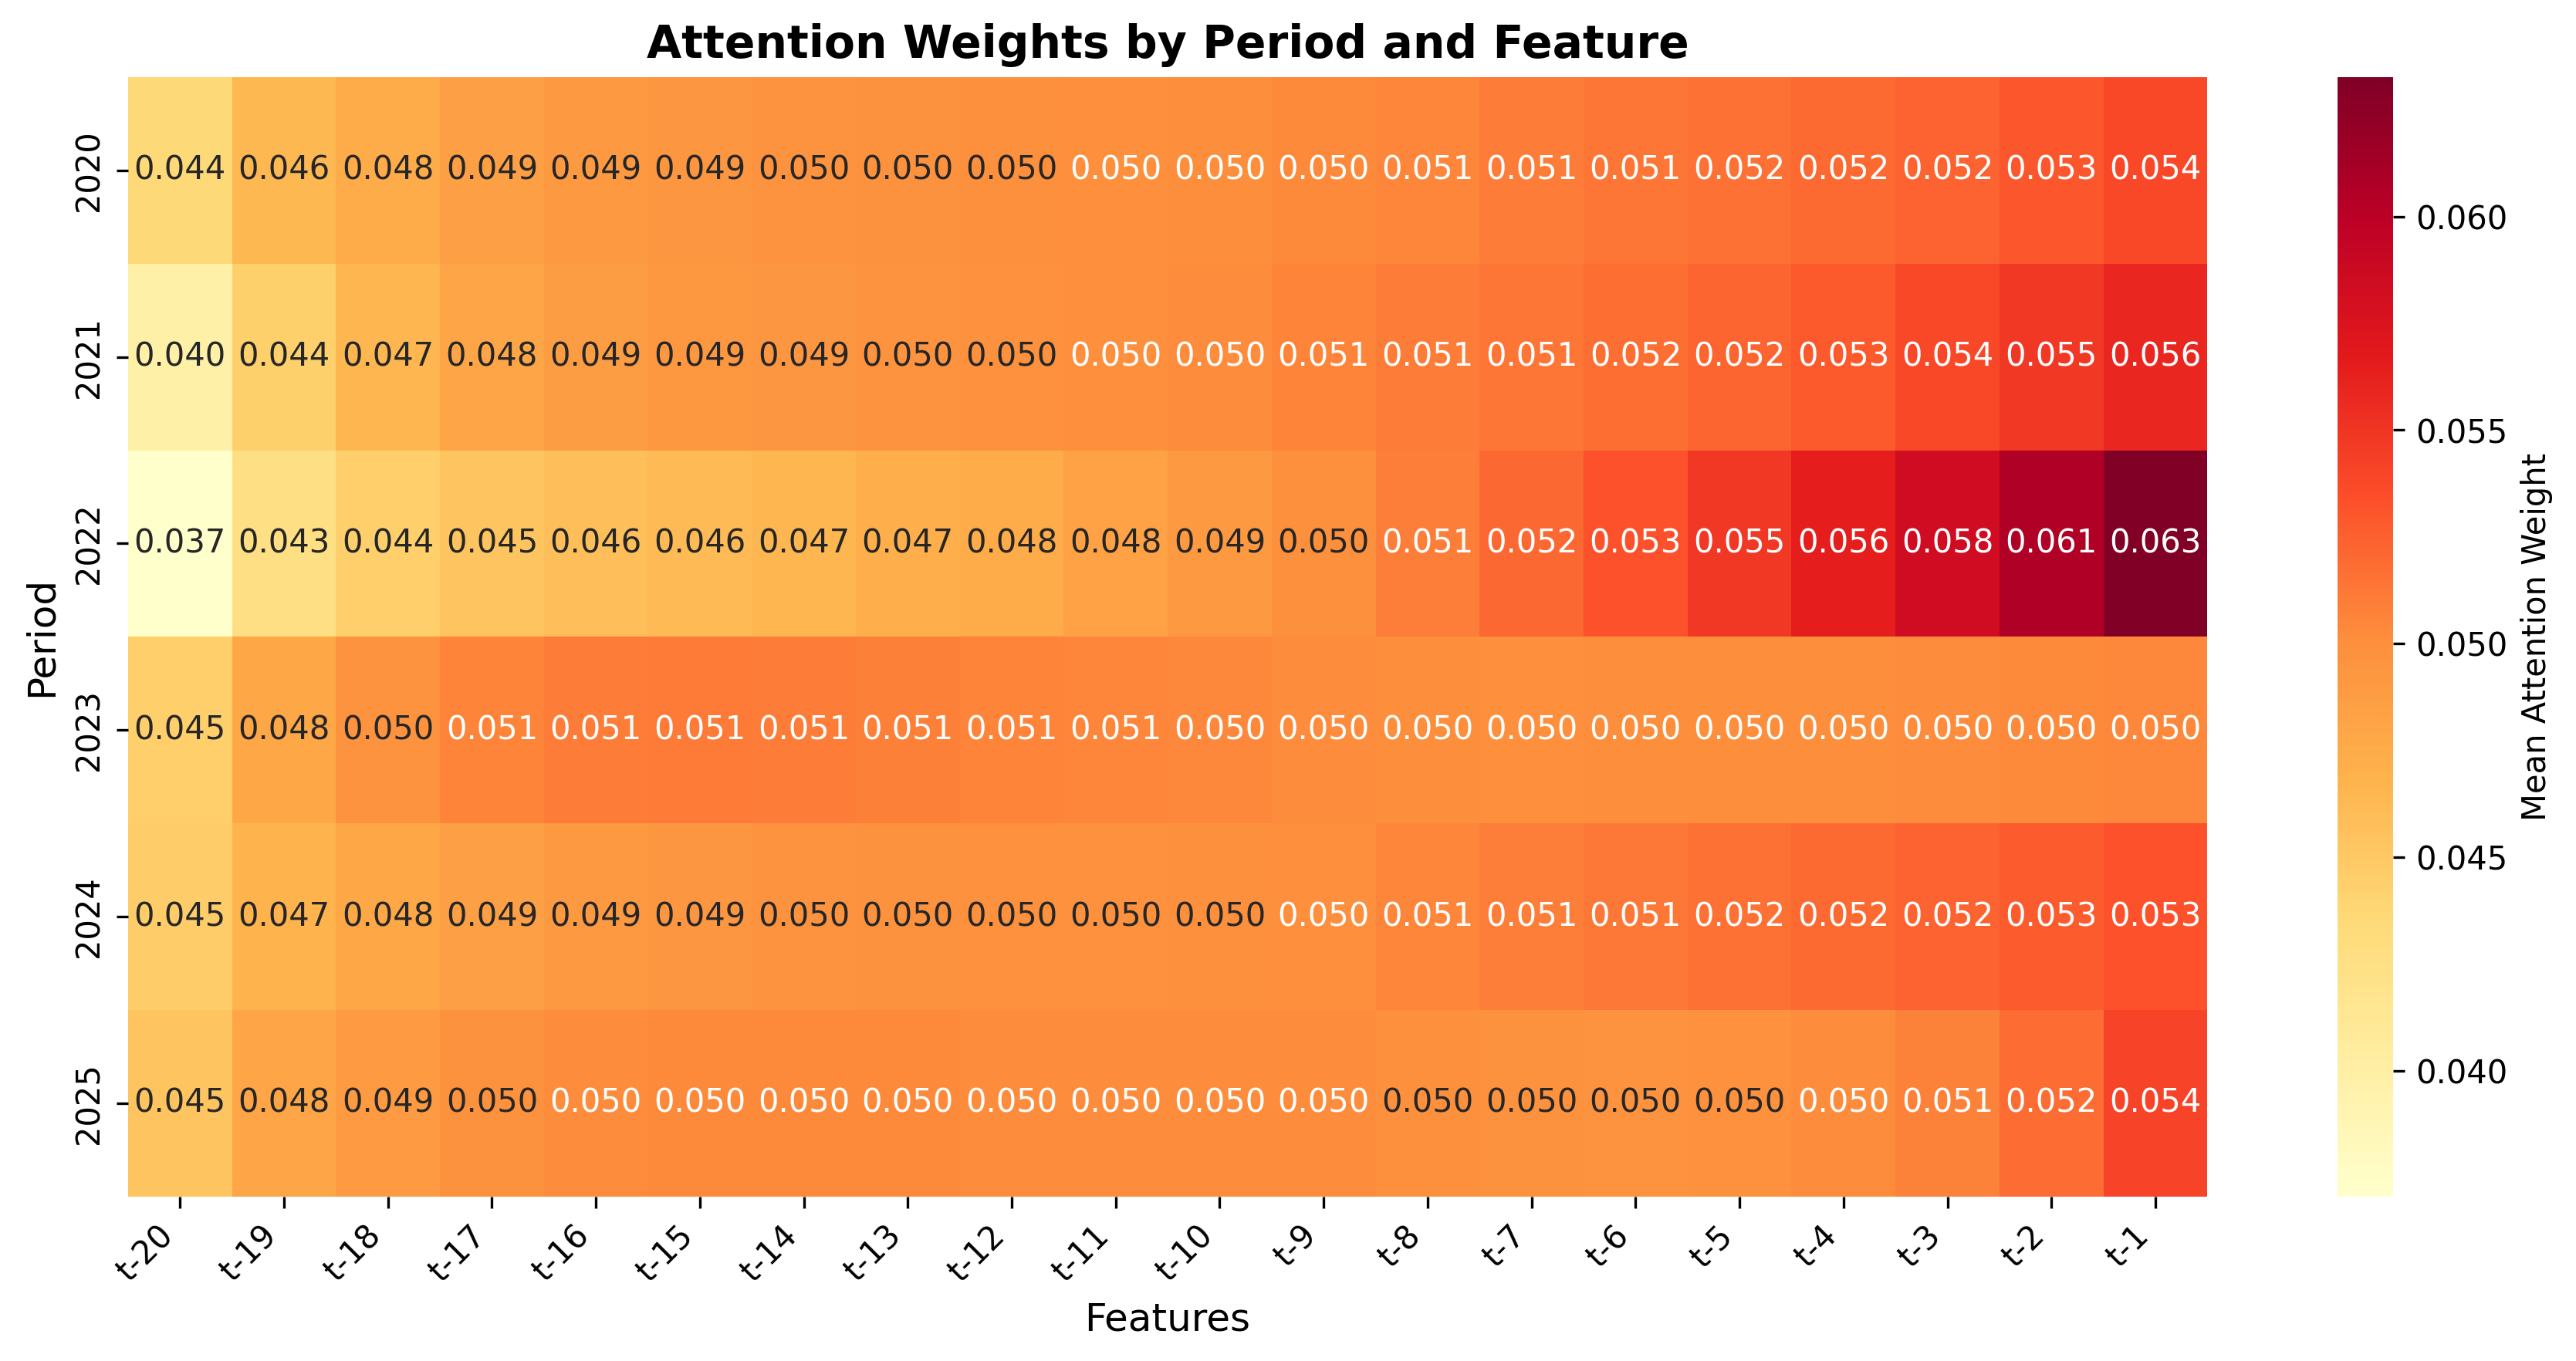 Attention Weights by Period and Feature
Period
2020 0.044 0.046 0.048 0.049 0.049 0.049 0.050 0.050 0.050 0.050 0.050 0.050 0.051 0.051 0.051 0.052 0.052 0.052 0.053 0.054
2021 0.040 0.044 0.047 0.048 0.049 0.049 0.049 0.050 0.050 0.050 0.050 0.051 0.051 0.051 0.052 0.052 0.053 0.054 0.055 0.056
2022 0.037 0.043 0.044 0.045 0.046 0.046 0.047 0.047 0.048 0.048 0.049 0.050 0.051 0.052 0.053 0.055 0.056 0.058 0.061 0.063
2023 0.045 0.048 0.050 0.051 0.051 0.051 0.051 0.051 0.051 0.051 0.050 0.050 0.050 0.050 0.050 0.050 0.050 0.050 0.050 0.050
2024 0.045 0.047 0.048 0.049 0.049 0.049 0.050 0.050 0.050 0.050 0.050 0.050 0.051 0.051 0.051 0.052 0.052 0.052 0.053 0.053
2025 0.045 0.048 0.049 0.050 0.050 0.050 0.050 0.050 0.050 0.050 0.050 0.050 0.050 0.050 0.050 0.050 0.050 0.051 0.052 0.054
t-20 t-19 t-18 t-17 t-16 t-15 t-14 t-13 t-12 t-11 t-10 t-9 t-8 t-7 t-6 t-5 t-4 t-3 t-2 t-1
Features
0.060
0.055
0.050
0.045
0.040
Mean Attention Weight